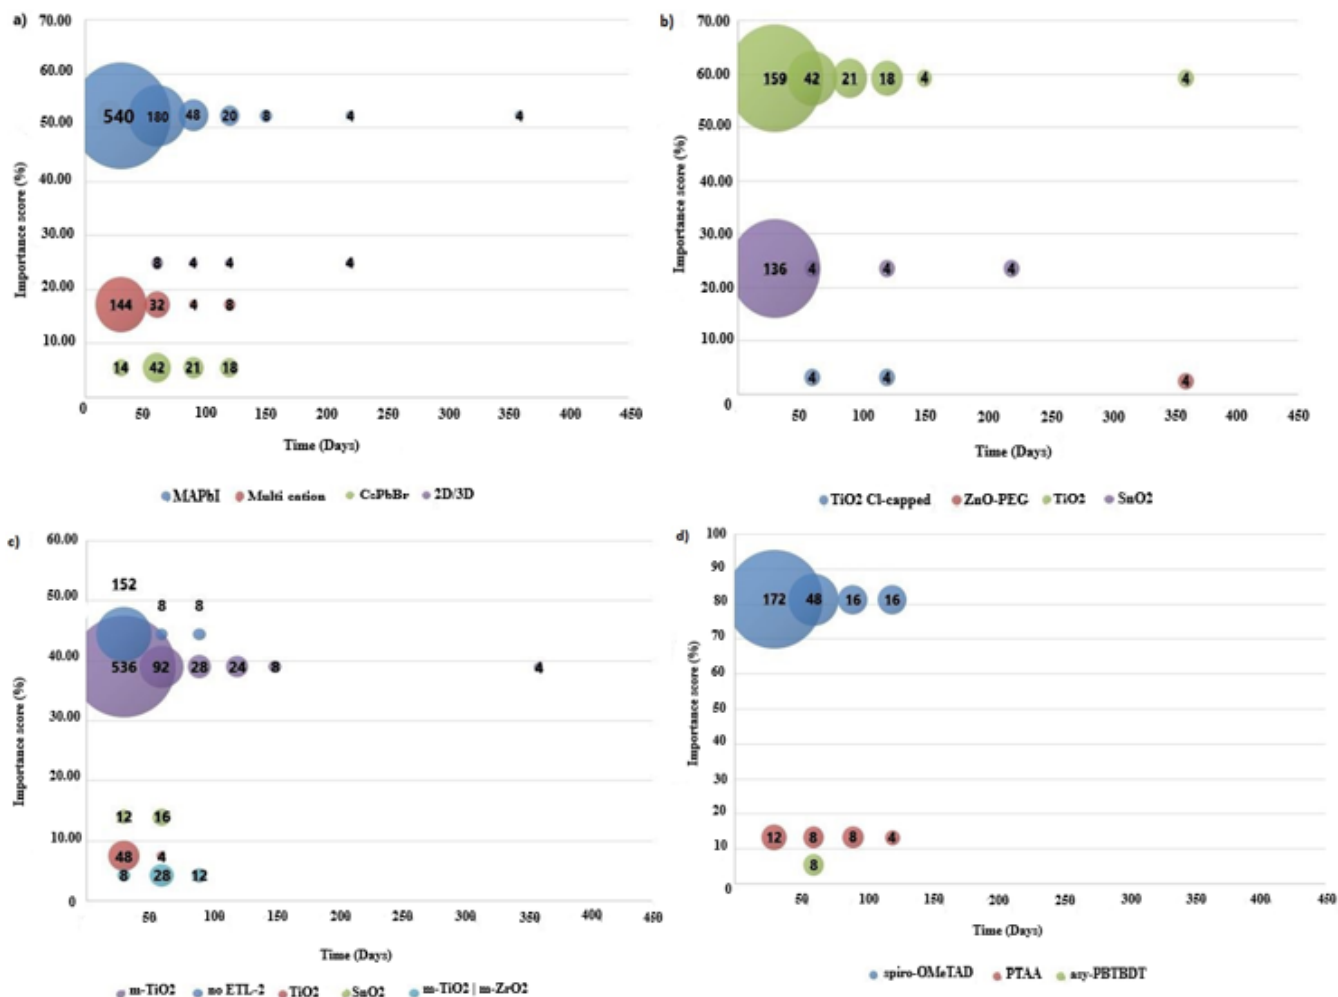 a)
70.00
60.00
50.00
40.00
30.00
20.00
10.00
0
Importance score (%)
540 180 48 20 8 4 4
8 4 4 4
144 32 4 8
14 42 21 18
50 100 150 200 250 300 350 400 450
Time (Days)
MAPbI Multi cation CsPbBr 2D/3D
b)
70.00
60.00
50.00
40.00
30.00
20.00
10.00
0
Importance score (%)
159 42 21 18 4 4
136 4 4 4
4 4 4
50 100 150 200 250 300 350 400 450
Time (Days)
TiO2 Cl-capped ZnO-PEG TiO2 SnO2
c)
60.00
50.00
40.00
30.00
20.00
10.00
0
Importance score (%)
152
8 8
536 92 28 24 8 4
12 16
48 4
8 28 12
50 100 150 200 250 300 350 400 450
Time (Days)
m-TiO2 no ETL-2 TiO2 SnO2 m-TiO2 | m-ZrO2
d)
100
90
80
70
60
50
40
30
20
10
0
Importance score (%)
172 48 16 16
12 8 8 4
8
50 100 150 200 250 300 350 400 450
Time (Days)
spiro-OMeTAD PTAA asy-PBTBDT